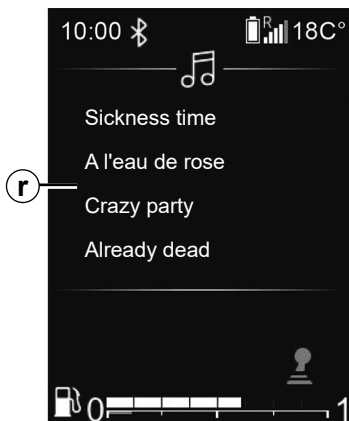 10:00 R 18C°
Sickness time
A l'eau de rose
r
Crazy party
Already dead
0 1